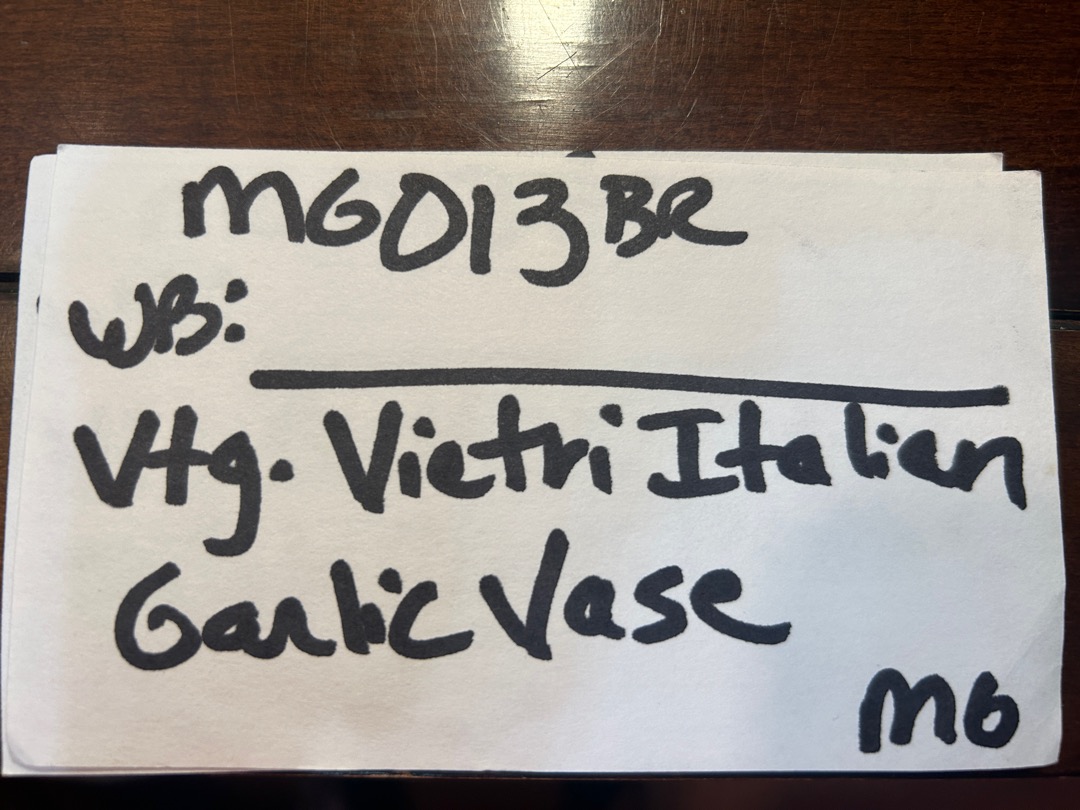 MG013BR
WB:
Vtg. Vietri Italian
Garlic Vase
MG